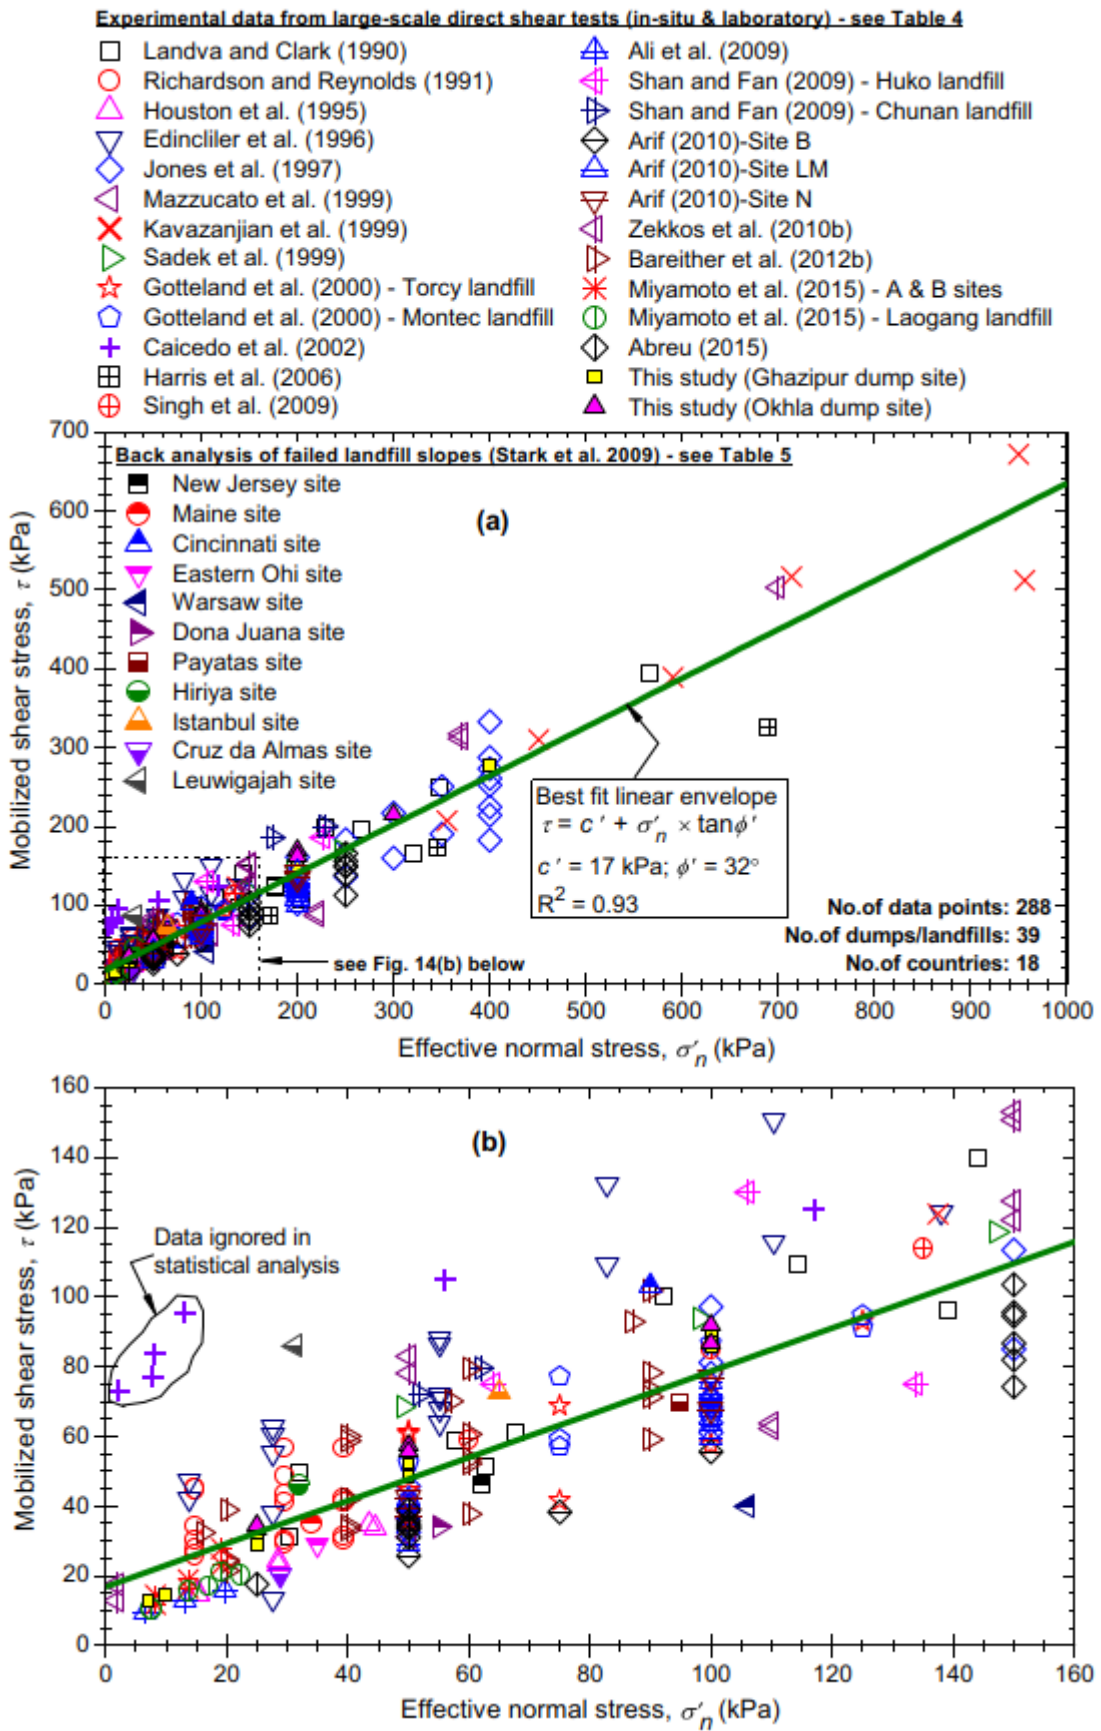 Experimental data from large-scale direct shear tests (in-situ & laboratory) - see Table 4
Landva and Clark (1990)
Richardson and Reynolds (1991)
Houston et al. (1995)
Edincliler et al. (1996)
Jones et al. (1997)
Mazzucato et al. (1999)
Kavazanjian et al. (1999)
Sadek et al. (1999)
Gotteland et al. (2000) - Torcy landfill
Gotteland et al. (2000) - Montec landfill
Caicedo et al. (2002)
Harris et al. (2006)
Singh et al. (2009)
Ali et al. (2009)
Shan and Fan (2009) - Huko landfill
Shan and Fan (2009) - Chunan landfill
Arif (2010)-Site B
Arif (2010)-Site LM
Arif (2010)-Site N
Zekkos et al. (2010b)
Bareither et al. (2012b)
Miyamoto et al. (2015) - A & B sites
Miyamoto et al. (2015) - Laogang landfill
Abreu (2015)
This study (Ghazipur dump site)
This study (Okhla dump site)
Mobilized shear stress, τ (kPa)
700
600
500
400
300
200
100
0
Back analysis of failed landfill slopes (Stark et al. 2009) - see Table 5
New Jersey site
Maine site
Cincinnati site
Eastern Ohi site
Warsaw site
Dona Juana site
Payatas site
Hiriya site
Istanbul site
Cruz da Almas site
Leuwigajah site
(a)
Best fit linear envelope
τ = c′ + σ′n × tanϕ′
c′ = 17 kPa; ϕ′ = 32°
R² = 0.93
No.of data points: 288
No.of dumps/landfills: 39
No.of countries: 18
see Fig. 14(b) below
0 100 200 300 400 500 600 700 800 900 1000
Effective normal stress, σ′n (kPa)
Mobilized shear stress, τ (kPa)
160
140
120
100
80
60
40
20
0
(b)
Data ignored in
statistical analysis
0 20 40 60 80 100 120 140 160
Effective normal stress, σ′n (kPa)